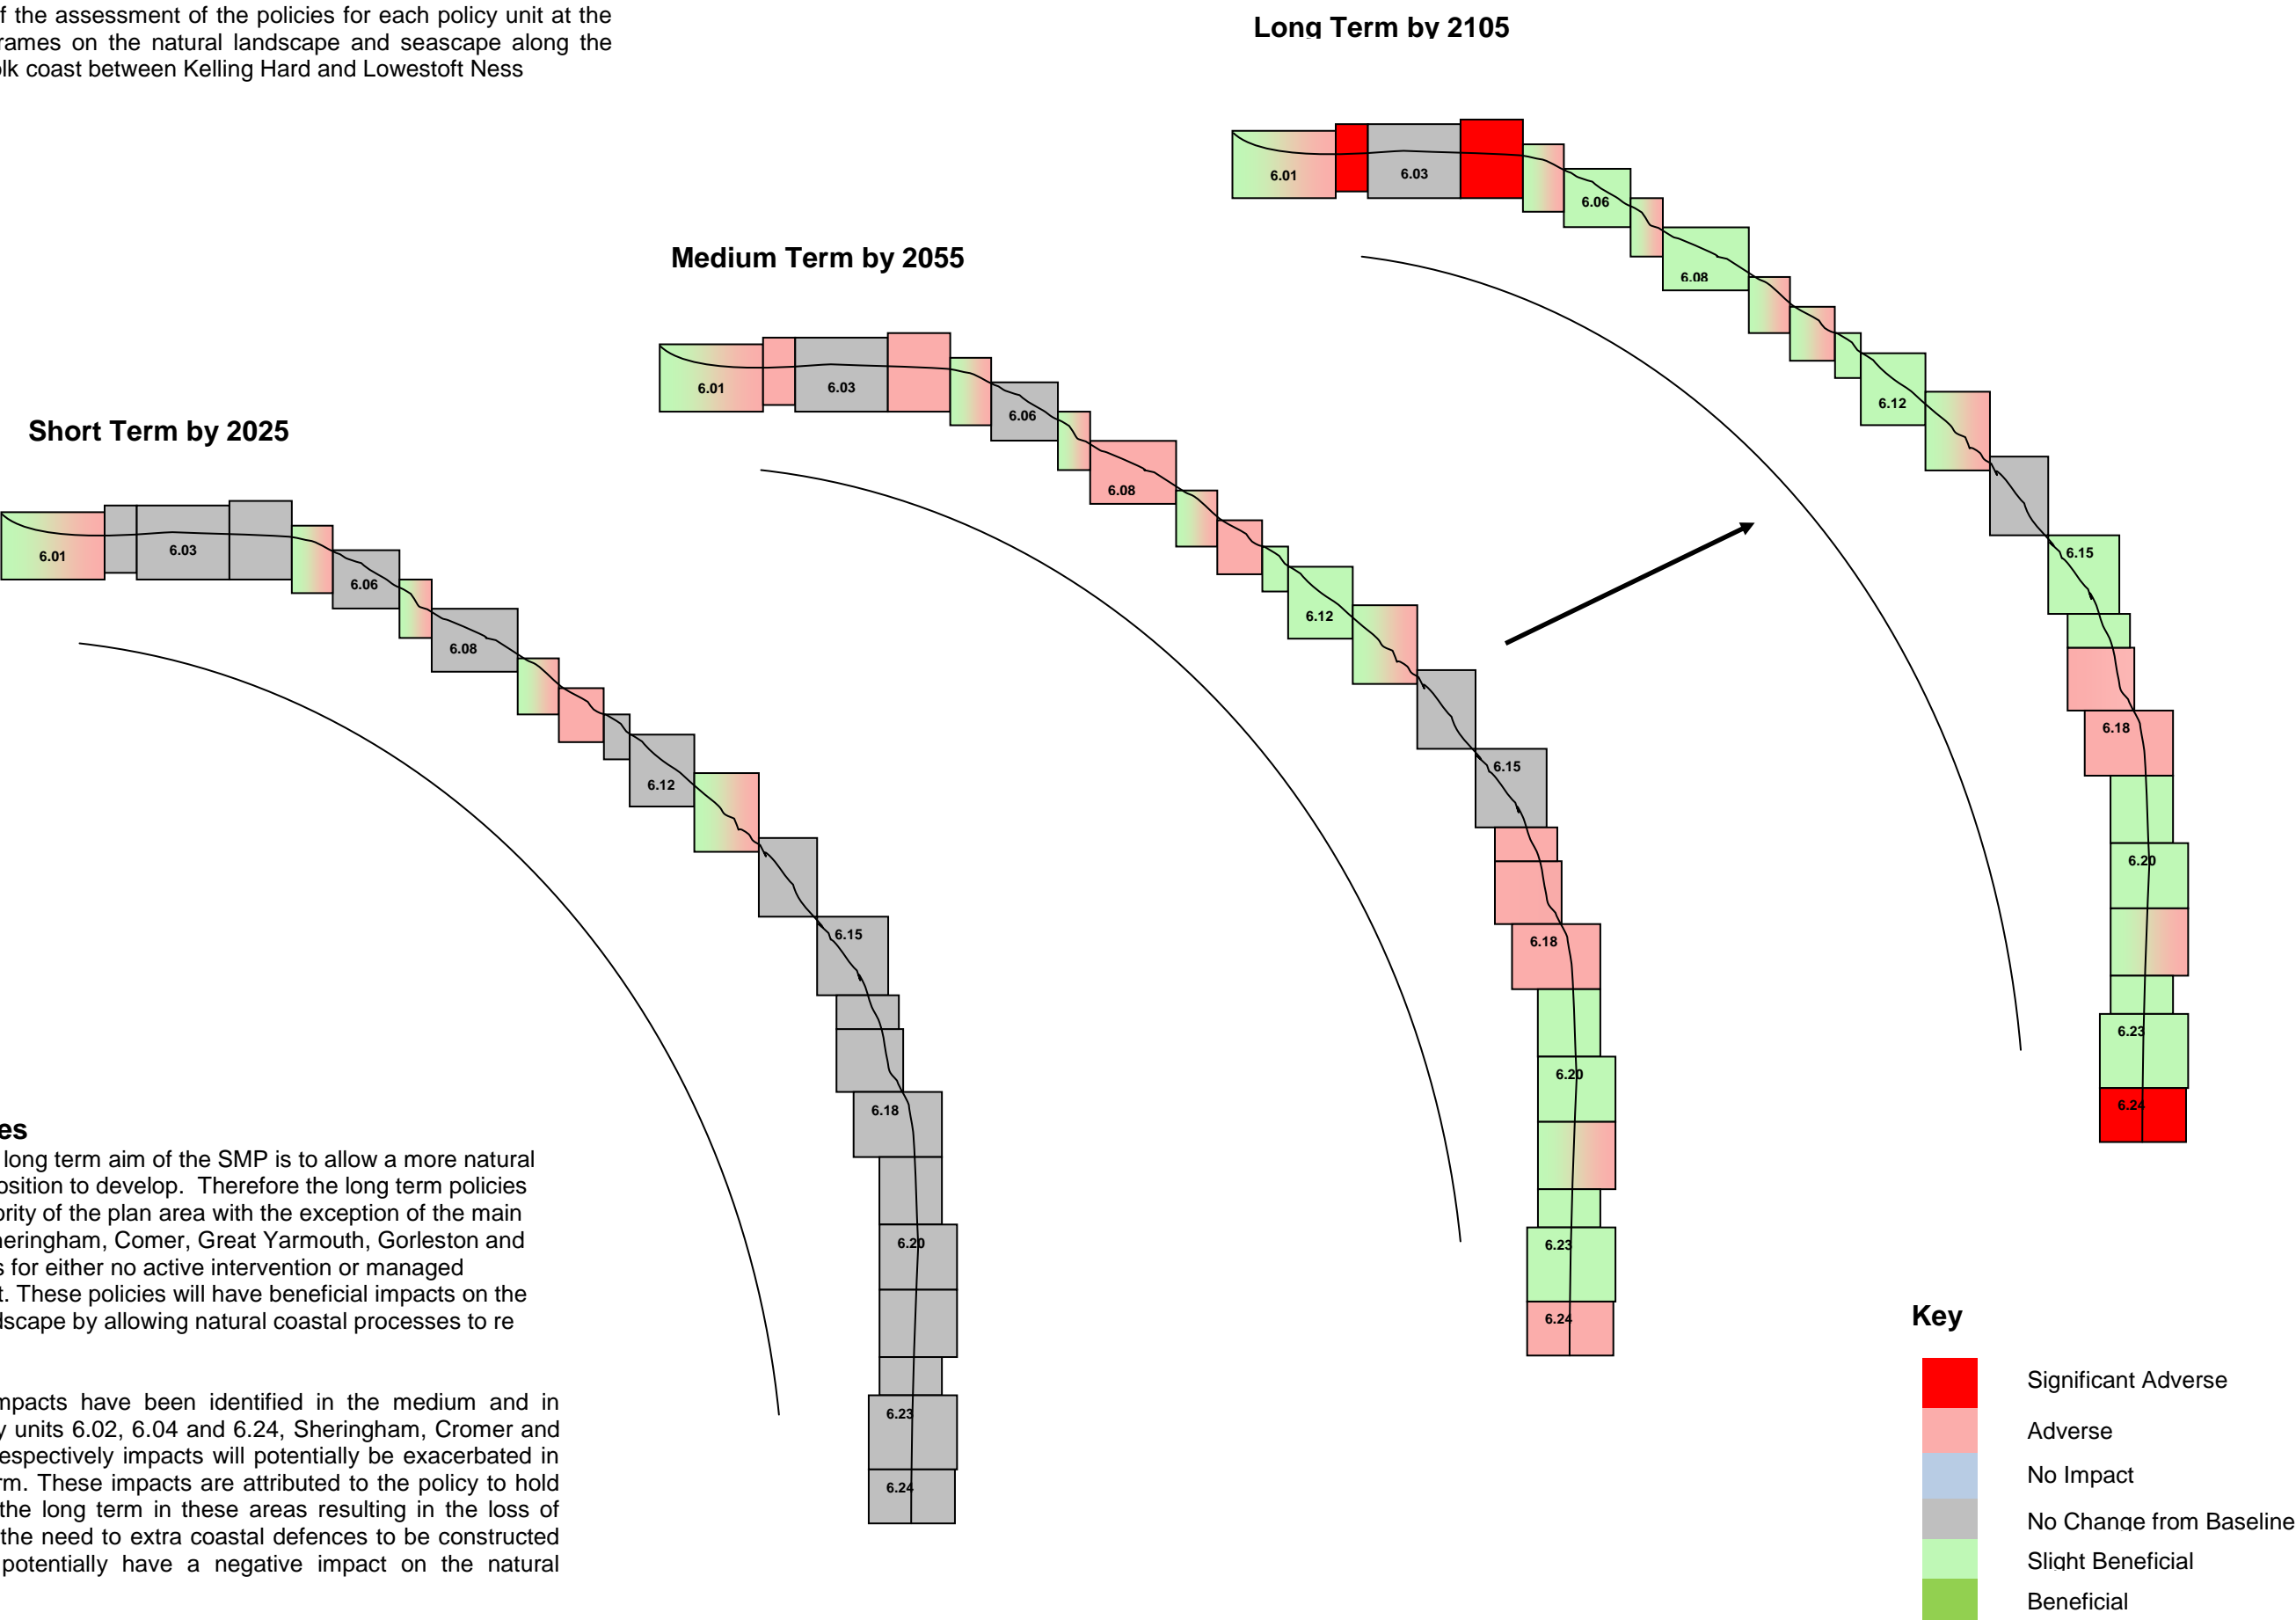 f the assessment of the policies for each policy unit at the
rames on the natural landscape and seascape along the
lk coast between Kelling Hard and Lowestoft Ness
Long Term by 2105
6.01
6.03
6.06
6.08
6.12
6.15
6.18
6.20
6.23
6.24
Medium Term by 2055
6.01
6.03
6.06
6.08
6.12
6.15
6.18
6.20
6.23
6.24
Short Term by 2025
6.01
6.03
6.06
6.08
6.12
6.15
6.18
6.20
6.23
6.24
es
long term aim of the SMP is to allow a more natural
osition to develop. Therefore the long term policies
ority of the plan area with the exception of the main
neringham, Comer, Great Yarmouth, Gorleston and
s for either no active intervention or managed
t. These policies will have beneficial impacts on the
dscape by allowing natural coastal processes to re
mpacts have been identified in the medium and in
y units 6.02, 6.04 and 6.24, Sheringham, Cromer and
espectively impacts will potentially be exacerbated in
rm. These impacts are attributed to the policy to hold
the long term in these areas resulting in the loss of
the need to extra coastal defences to be constructed
potentially have a negative impact on the natural
Key
Significant Adverse
Adverse
No Impact
No Change from Baseline
Slight Beneficial
Beneficial